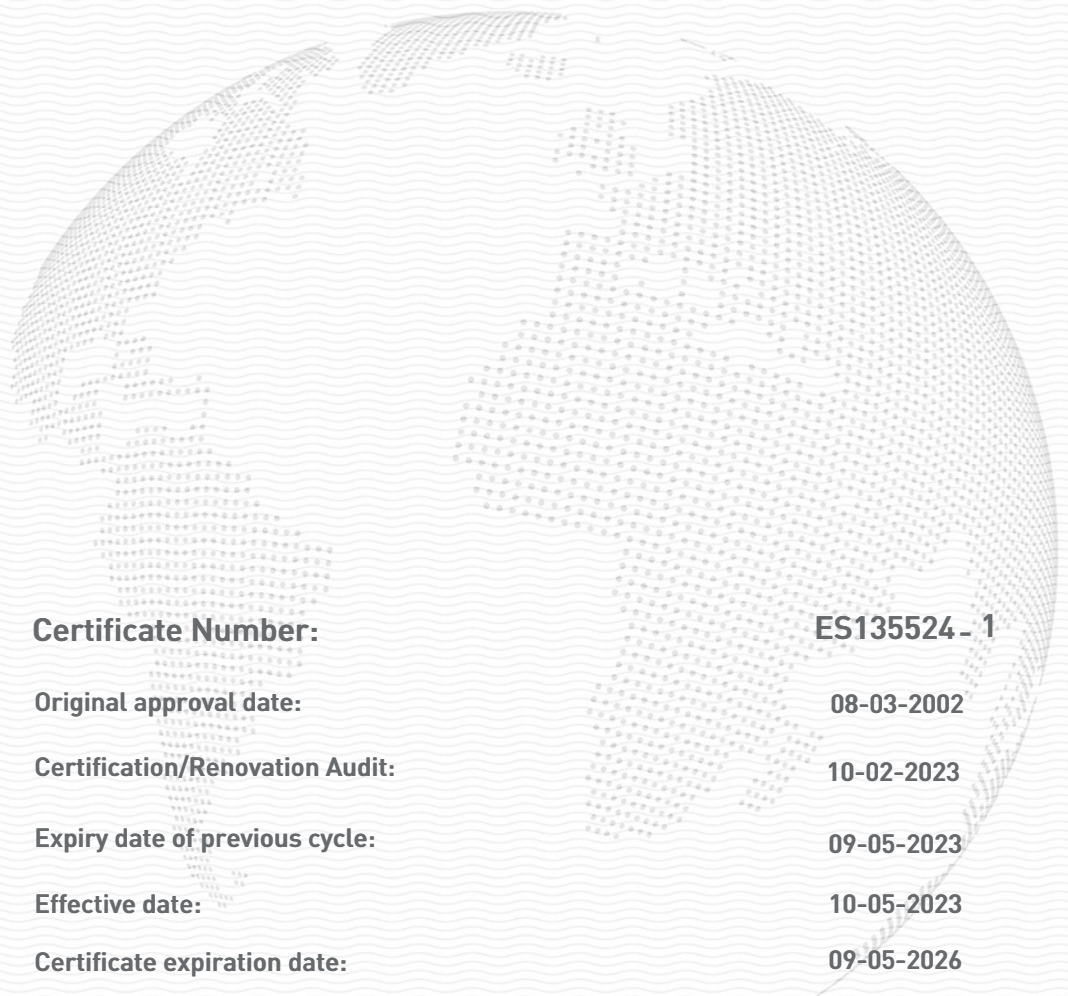 Certificate Number: ES135524- 1
Original approval date: 08-03-2002
Certification/Renovation Audit: 10-02-2023
Expiry date of previous cycle: 09-05-2023
Effective date: 10-05-2023
Certificate expiration date: 09-05-2026